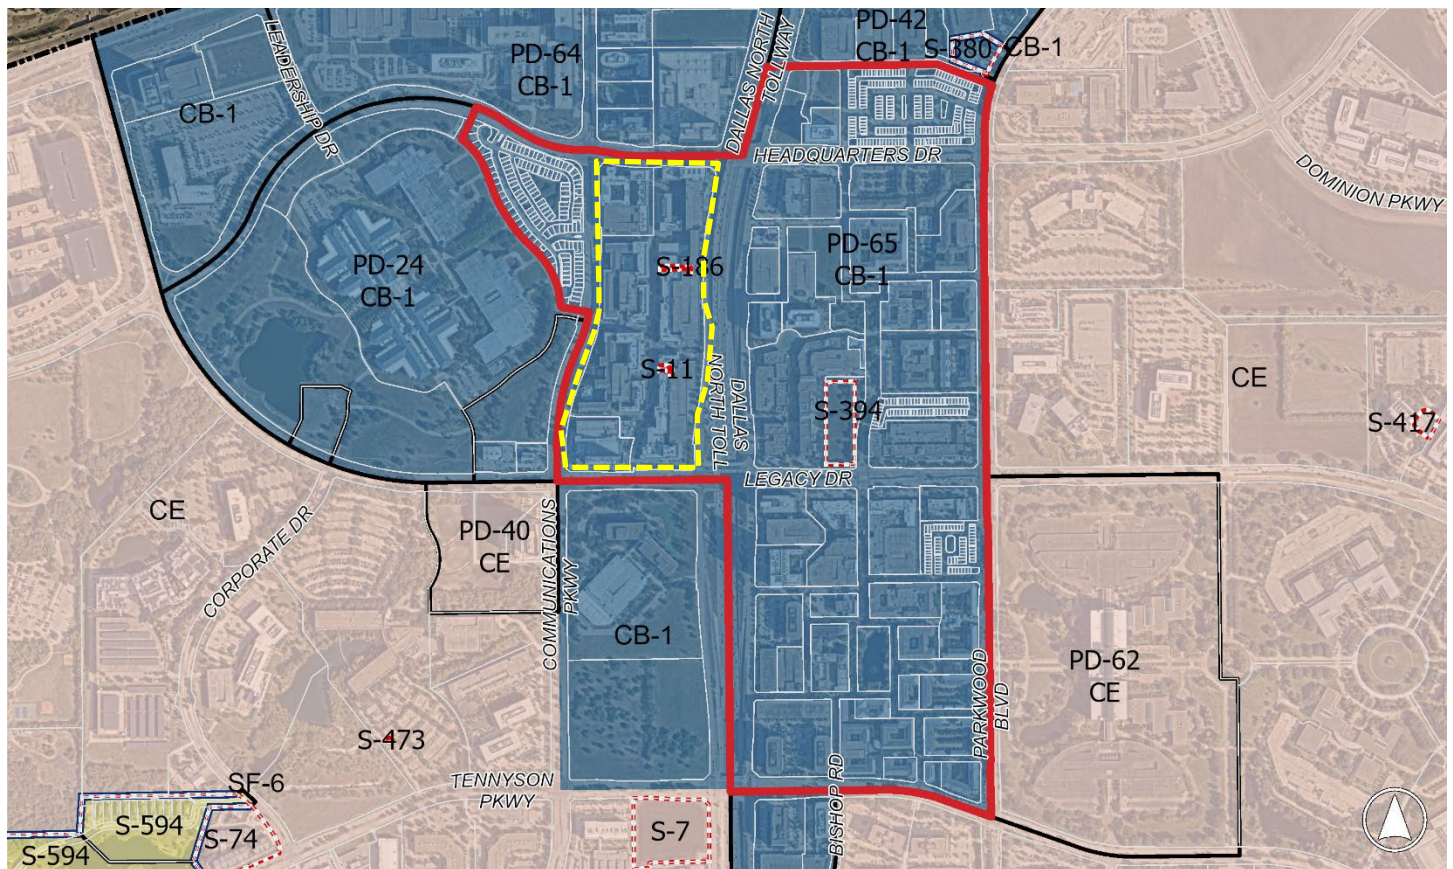 PD-42
CB-1
S-380
CB-1
LEADERSHIP DR
PD-64
CB-1
DALLAS NORTH
TOLLWAY
CB-1
HEADQUARTERS DR
DOMINION PKWY
PD-24
CB-1
S-186
PD-65
CB-1
S-11
DALLAS
NORTH TOLL
S-394
CE
S-417
LEGACY DR
CE
CORPORATE DR
PD-40
CE
COMMUNICATIONS
PKWY
CB-1
PARKWOOD
BLVD
PD-62
CE
S-473
TENNYSON
PKWY
BISHOP RD
SF-6
S-594
S-74
S-594
S-7